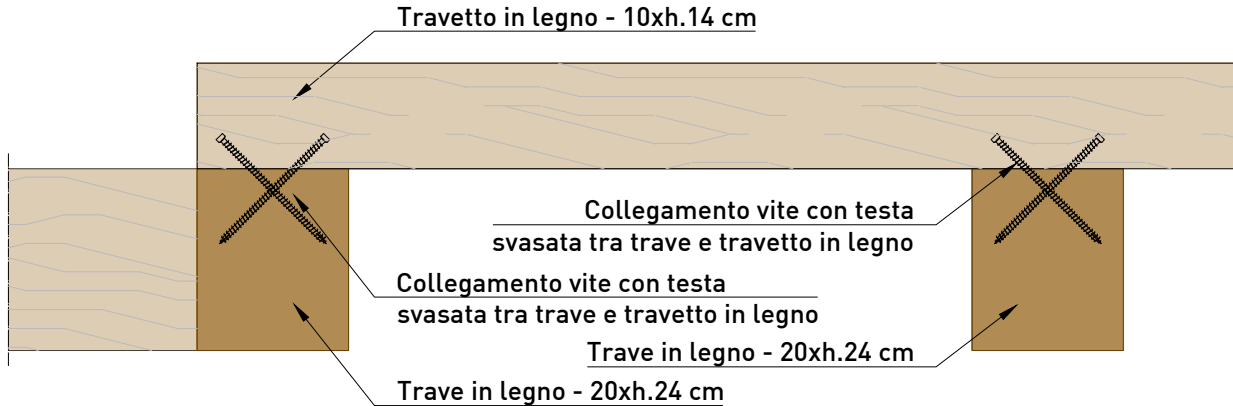 Travetto in legno - 10xh.14 cm
Collegamento vite con testa
svasata tra trave e travetto in legno
Collegamento vite con testa
svasata tra trave e travetto in legno
Trave in legno - 20xh.24 cm
Trave in legno - 20xh.24 cm